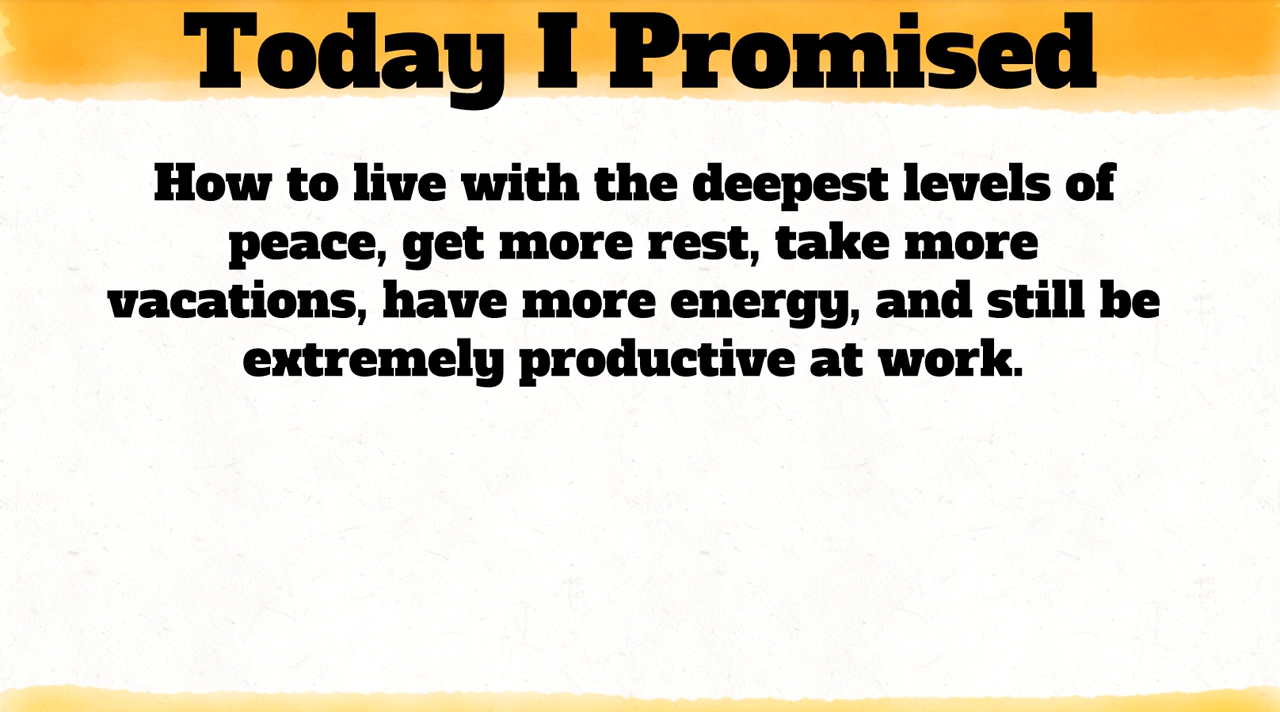 Today I Promised
How to live with the deepest levels of
peace, get more rest, take more
vacations, have more energy, and still be
extremely productive at work.